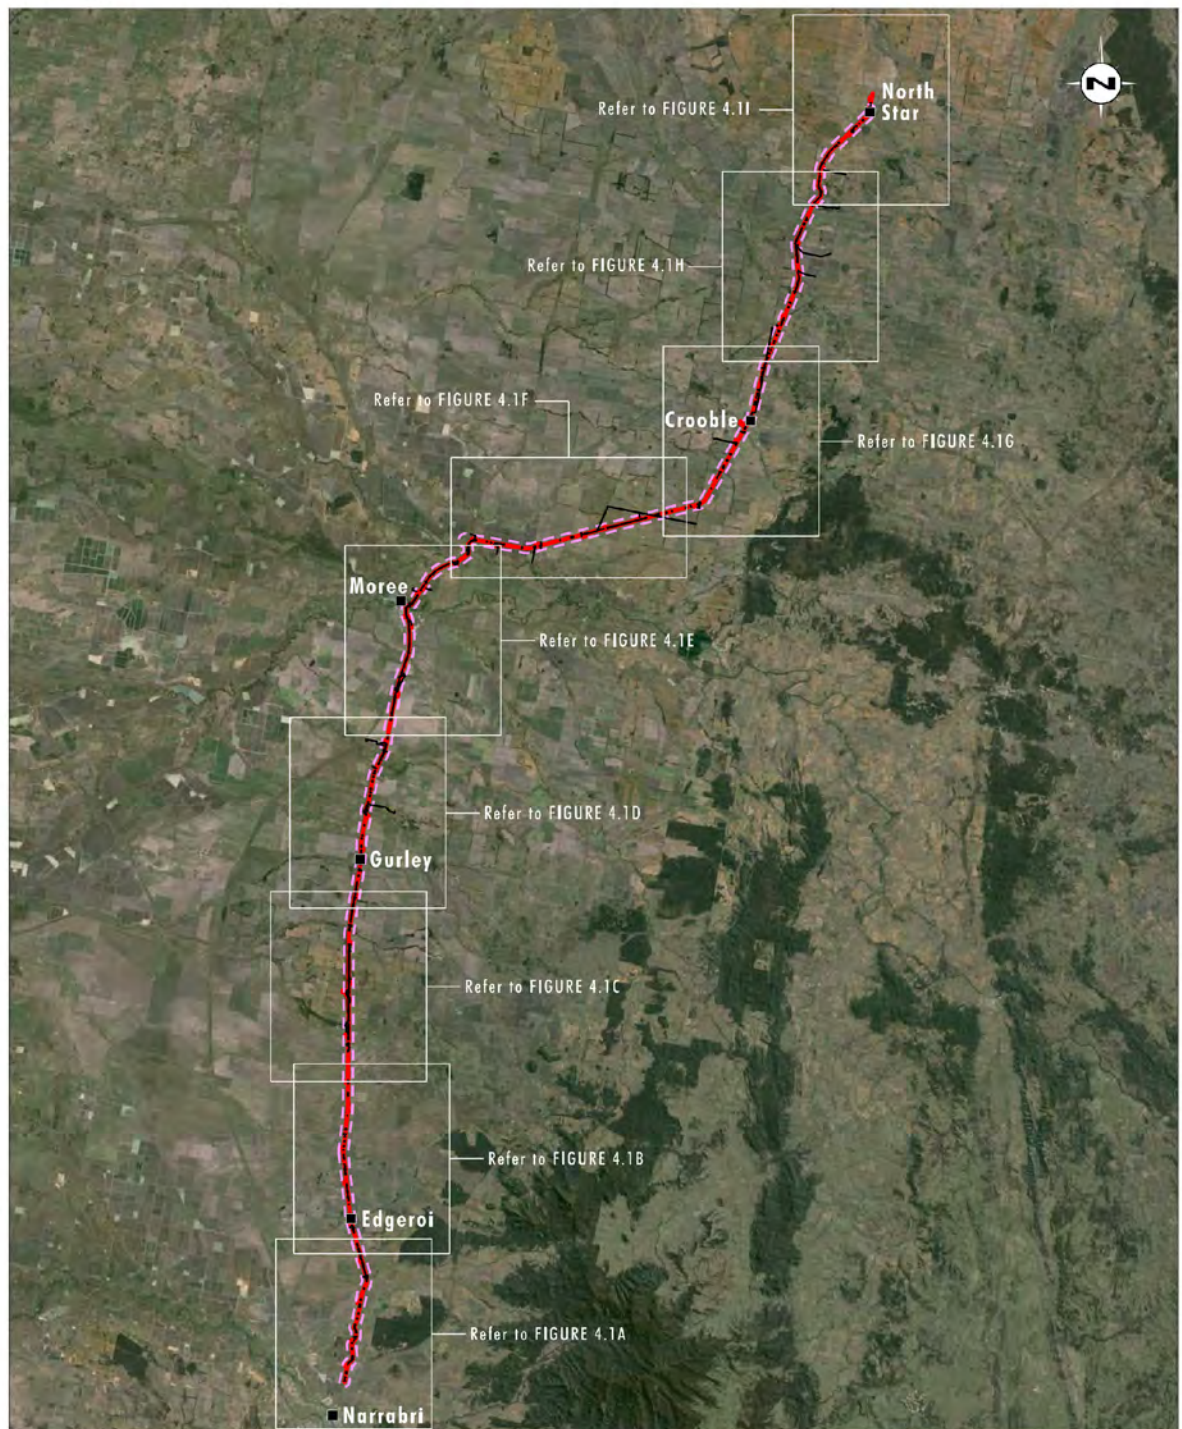 North
Star
Refer to FIGURE 4.1I
N
Refer to FIGURE 4.1H
Refer to FIGURE 4.1F
Crooble
Refer to FIGURE 4.1G
Moree
Refer to FIGURE 4.1E
Refer to FIGURE 4.1D
Gurley
Refer to FIGURE 4.1C
Refer to FIGURE 4.1B
Edgeroi
Refer to FIGURE 4.1A
Narrabri